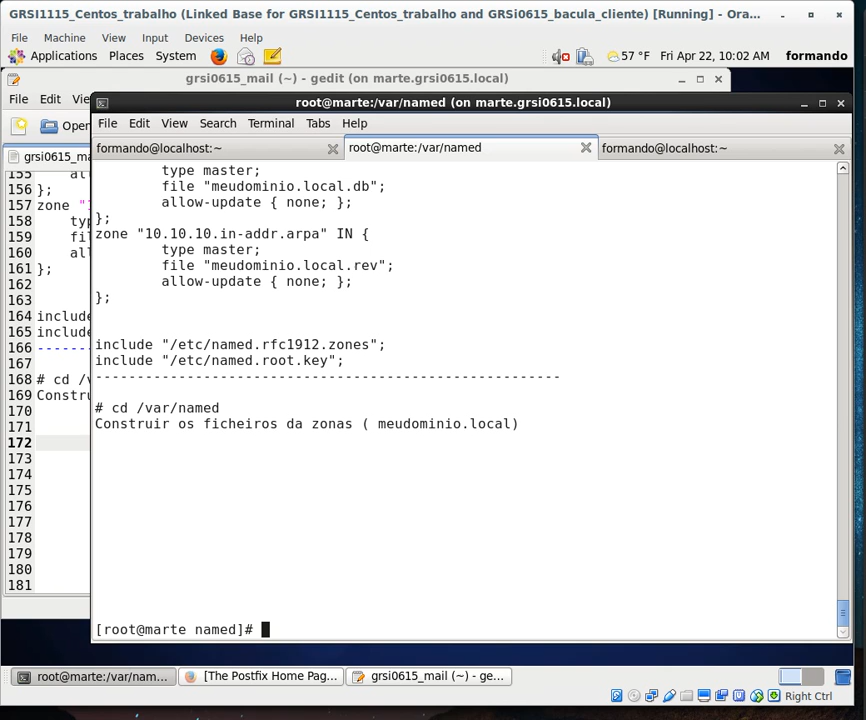 GRSI1115_Centos_trabalho (Linked Base for GRSI1115_Centos_trabalho and GRSi0615_bacula_cliente) [Running] - Ora...
File Machine View Input Devices Help
Applications Places System 57 °F Fri Apr 22, 10:02 AM formando
grsi0615_mail (~) - gedit (on marte.grsi0615.local)
File Edit
root@marte:/var/named (on marte.grsi0615.local)
File Edit View Search Terminal Tabs Help
formando@localhost:~ root@marte:/var/named formando@localhost:~
155
156 };
157 zone
158
159
160
161 };
162
163
164 include
165 include
166 -------
167
168 # cd /v
169 Constru
170
171
172
173
174
175
176
177
178
179
180
181
type master;
file "meudominio.local.db";
allow-update { none; };
};
zone "10.10.10.in-addr.arpa" IN {
type master;
file "meudominio.local.rev";
allow-update { none; };
};
include "/etc/named.rfc1912.zones";
include "/etc/named.root.key";
--------------------------------------------------------
# cd /var/named
Construir os ficheiros da zonas ( meudominio.local)
[root@marte named]#
root@marte:/var/nam... [The Postfix Home Pag... grsi0615_mail (~) - ge...
Right Ctrl